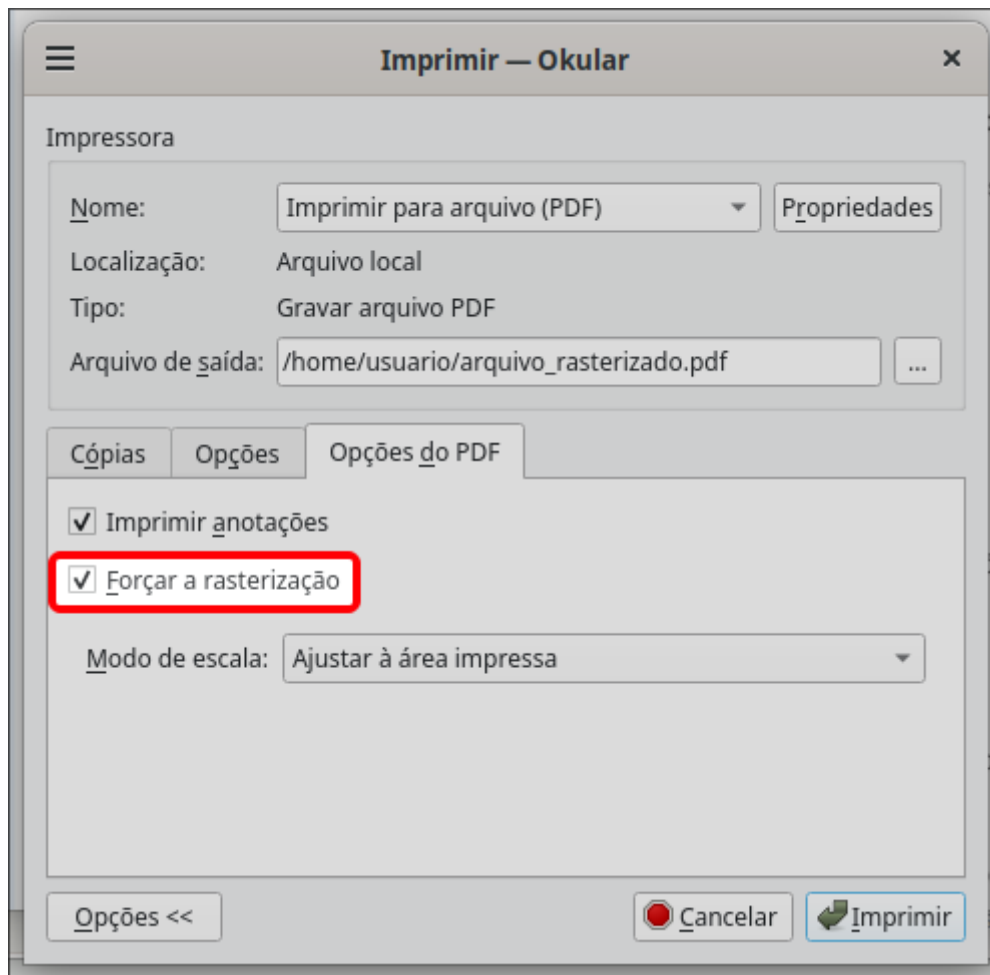 Imprimir — Okular
Impressora
Nome: Imprimir para arquivo (PDF) Propriedades
Localização: Arquivo local
Tipo: Gravar arquivo PDF
Arquivo de saída: /home/usuario/arquivo_rasterizado.pdf ...
Cópias Opções Opções do PDF
Imprimir anotações
Forçar a rasterização
Modo de escala: Ajustar à área impressa
Opções << Cancelar Imprimir